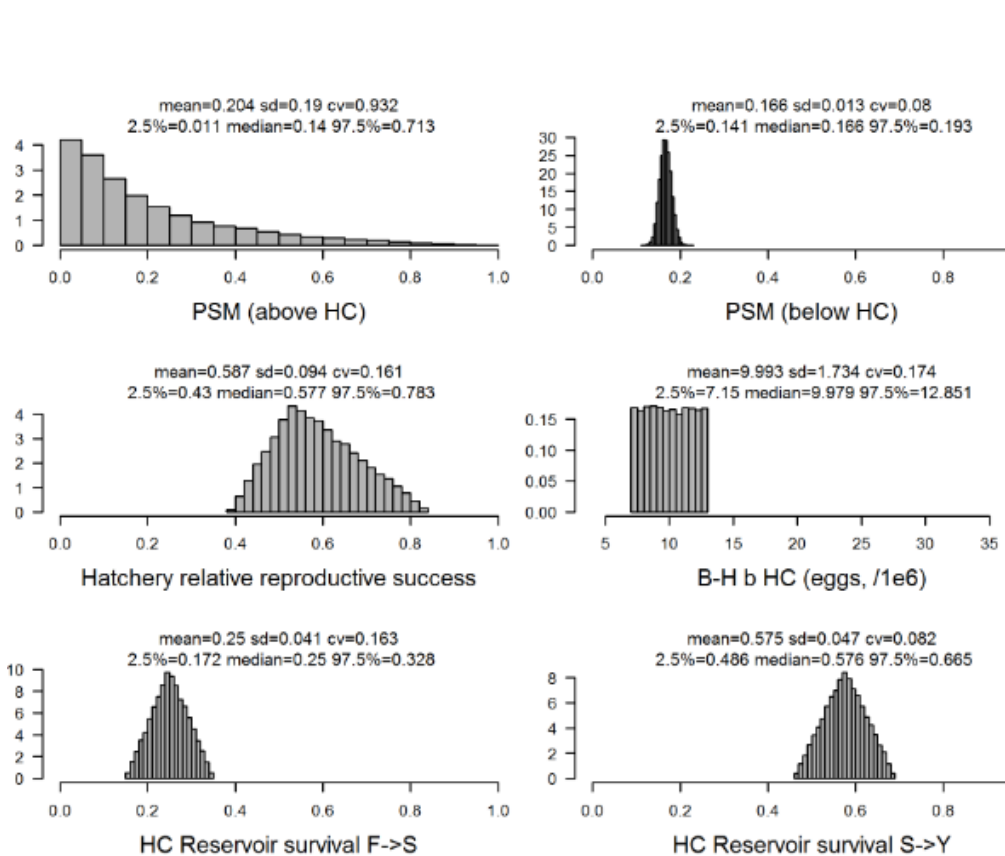 mean=0.204 sd=0.19 cv=0.932
2.5%=0.011 median=0.14 97.5%=0.713
4
3
2
1
0
0.0 0.2 0.4 0.6 0.8 1.0
PSM (above HC)
mean=0.166 sd=0.013 cv=0.08
2.5%=0.141 median=0.166 97.5%=0.193
30
25
20
15
10
5
0
0.0 0.2 0.4 0.6 0.8
PSM (below HC)
mean=0.587 sd=0.094 cv=0.161
2.5%=0.43 median=0.577 97.5%=0.783
4
3
2
1
0
0.0 0.2 0.4 0.6 0.8 1.0
Hatchery relative reproductive success
mean=9.993 sd=1.734 cv=0.174
2.5%=7.15 median=9.979 97.5%=12.851
0.15
0.10
0.05
0.00
5 10 15 20 25 30 35
B-H b HC (eggs, /1e6)
mean=0.25 sd=0.041 cv=0.163
2.5%=0.172 median=0.25 97.5%=0.328
10
8
6
4
2
0
0.0 0.2 0.4 0.6 0.8 1.0
HC Reservoir survival F->S
mean=0.575 sd=0.047 cv=0.082
2.5%=0.486 median=0.576 97.5%=0.665
8
6
4
2
0
0.0 0.2 0.4 0.6 0.8
HC Reservoir survival S->Y